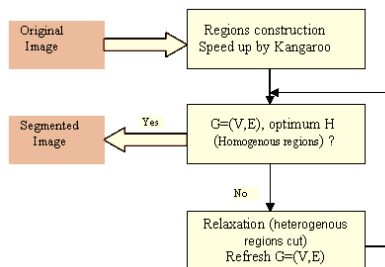 Original
Image
Regions construction
Speed up by Kangaroo
Segmented
Image
Yes
G=(V,E), optimum H
(Homogenous regions) ?
No
Relaxation (heterogenous
regions cut)
Refresh G=(V,E)